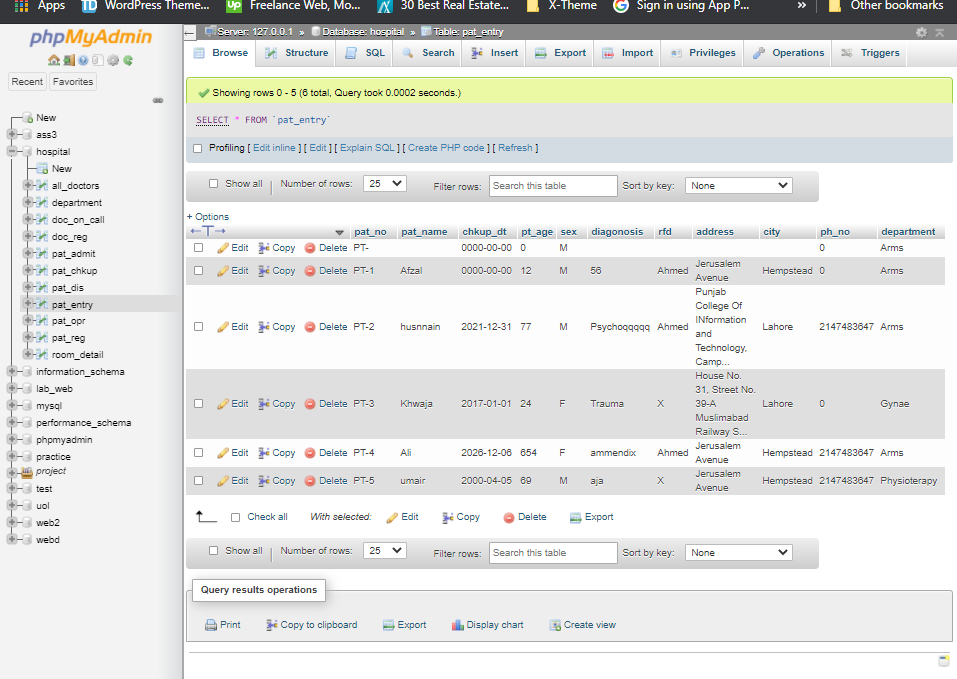 Apps TD WordPress Theme... Up Freelance Web, Mo... 30 Best Real Estate... X-Theme G Sign in using App P... » Other bookmarks
phpMyAdmin
Recent Favorites
New
ass3
hospital
New
all_doctors
department
doc_on_call
doc_reg
pat_admit
pat_chkup
pat_dis
pat_entry
pat_opr
pat_reg
room_detail
information_schema
lab_web
mysql
performance_schema
phpmyadmin
practice
project
test
uol
web2
webd
Server: 127.0.0.1 » Database: hospital » Table: pat_entry
Browse Structure SQL Search Insert Export Import Privileges Operations Triggers
Showing rows 0 - 5 (6 total, Query took 0.0002 seconds.)
SELECT * FROM `pat_entry`
Profiling [ Edit inline ] [ Edit ] [ Explain SQL ] [ Create PHP code ] [ Refresh ]
Show all Number of rows: 25 Filter rows: Search this table Sort by key: None
+ Options
←T→ pat_no pat_name chkup_dt pt_age sex diagonosis rfd address city ph_no department
Edit Copy Delete PT- 0000-00-00 0 M 0 Arms
Edit Copy Delete PT-1 Afzal 0000-00-00 12 M 56 Ahmed Jerusalem Avenue Hempstead 0 Arms
Edit Copy Delete PT-2 husnnain 2021-12-31 77 M Psychoqqqqq Ahmed Punjab College Of INformation and Technology, Camp... Lahore 2147483647 Arms
Edit Copy Delete PT-3 Khwaja 2017-01-01 24 F Trauma X House No. 31, Street No. 39-A Muslimabad Railway S... Lahore 0 Gynae
Edit Copy Delete PT-4 Ali 2026-12-06 654 F ammendix Ahmed Jerusalem Avenue Hempstead 2147483647 Arms
Edit Copy Delete PT-5 umair 2000-04-05 69 M aja X Jerusalem Avenue Hempstead 2147483647 Physioterapy
Check all With selected: Edit Copy Delete Export
Show all Number of rows: 25 Filter rows: Search this table Sort by key: None
Query results operations
Print Copy to clipboard Export Display chart Create view